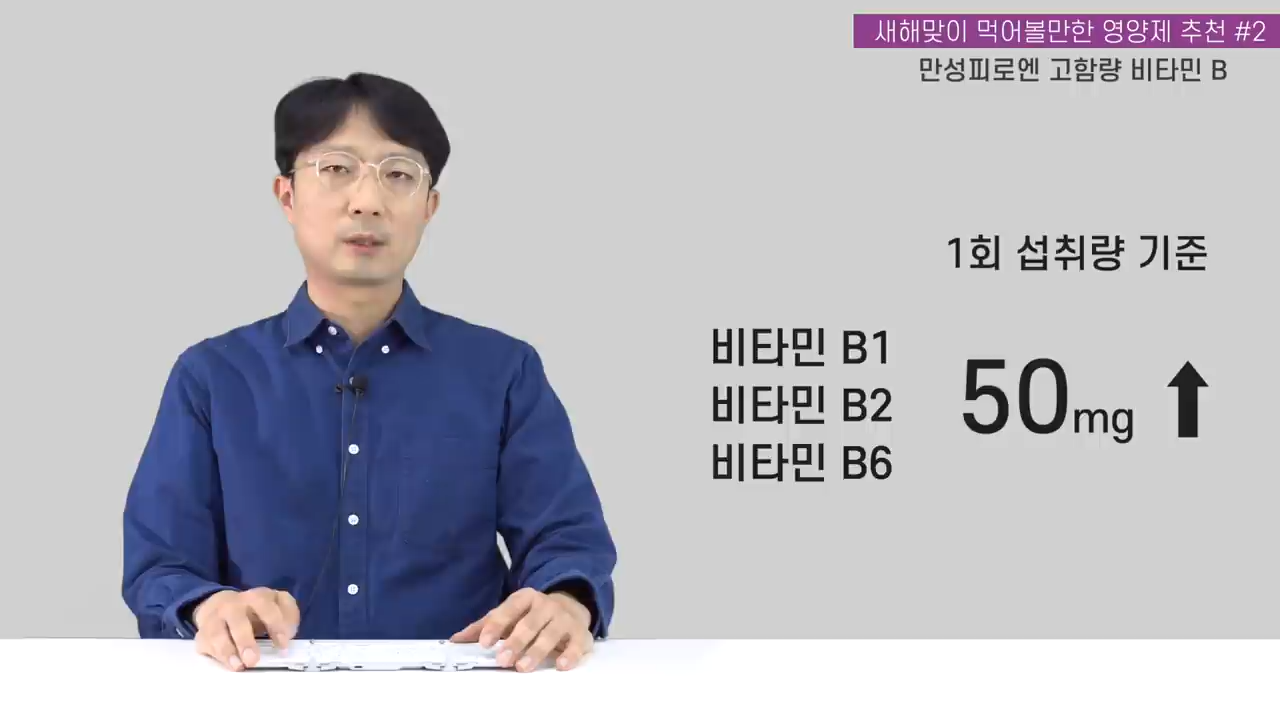 새해맞이 먹어볼만한 영양제 추천 #2
만성피로엔 고함량 비타민 B
1회 섭취량 기준
비타민 B1
비타민 B2
비타민 B6
50mg ⬆